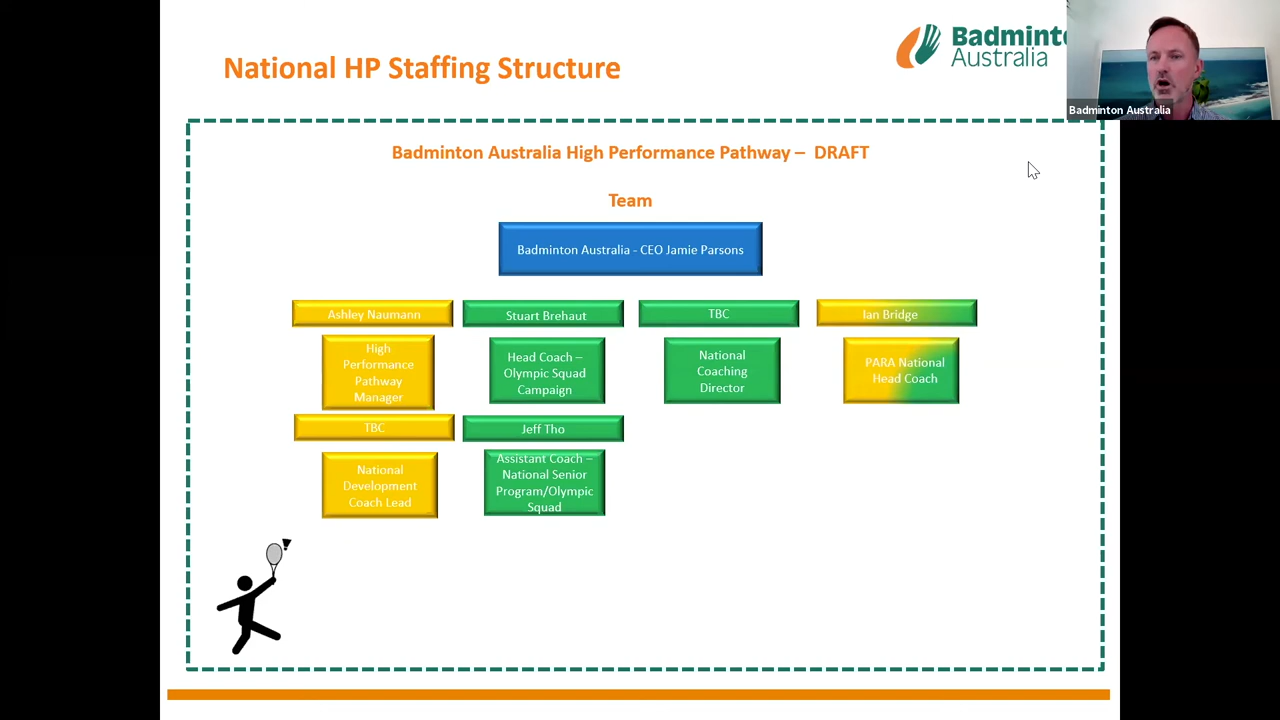 National HP Staffing Structure
Badminto
Australia
Badminton Australia
Badminton Australia High Performance Pathway – DRAFT
Team
Badminton Australia - CEO Jamie Parsons
Ashley Naumann
High
Performance
Pathway
Manager
Stuart Brehaut
Head Coach –
Olympic Squad
Campaign
TBC
National
Coaching
Director
Ian Bridge
PARA National
Head Coach
TBC
National
Development
Coach Lead
Jeff Tho
Assistant Coach –
National Senior
Program/Olympic
Squad